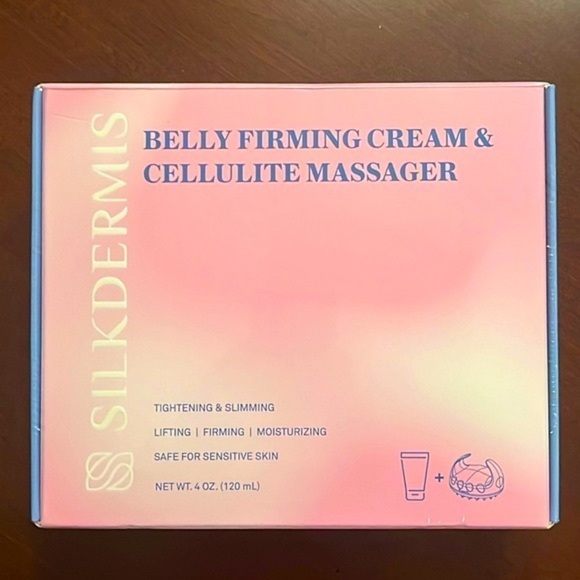 SILKDERMIS
BELLY FIRMING CREAM &
CELLULITE MASSAGER
TIGHTENING & SLIMMING
LIFTING | FIRMING | MOISTURIZING
SAFE FOR SENSITIVE SKIN
NET WT. 4 OZ. (120 mL)
+